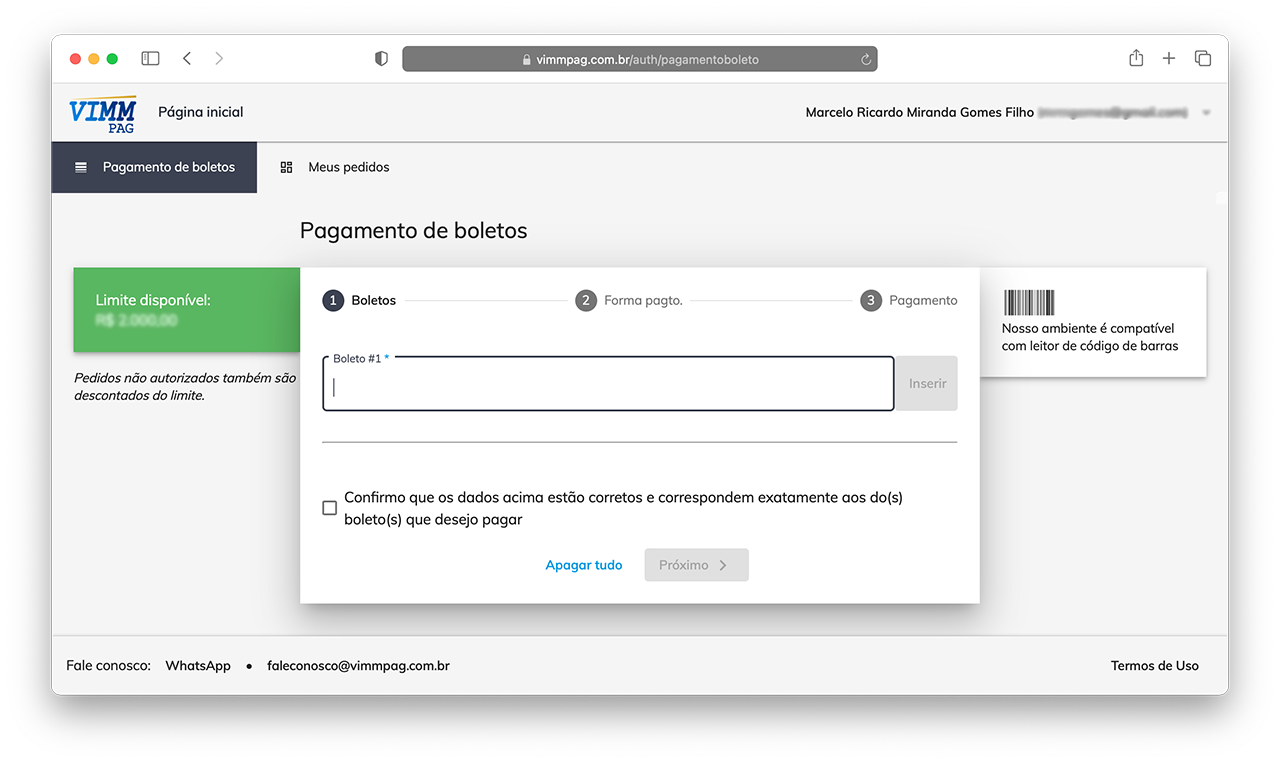 vimmpag.com.br/auth/pagamentoboleto
VIMM
PAG
Página inicial
Marcelo Ricardo Miranda Gomes Filho
Pagamento de boletos
Meus pedidos
Pagamento de boletos
Limite disponível:
R$ 2.000,00
Pedidos não autorizados também são
descontados do limite.
1 Boletos
2 Forma pagto.
3 Pagamento
Boleto #1 *
Inserir
Confirmo que os dados acima estão corretos e correspondem exatamente aos do(s)
boleto(s) que desejo pagar
Apagar tudo
Próximo
Nosso ambiente é compatível
com leitor de código de barras
Fale conosco: WhatsApp • faleconosco@vimmpag.com.br
Termos de Uso